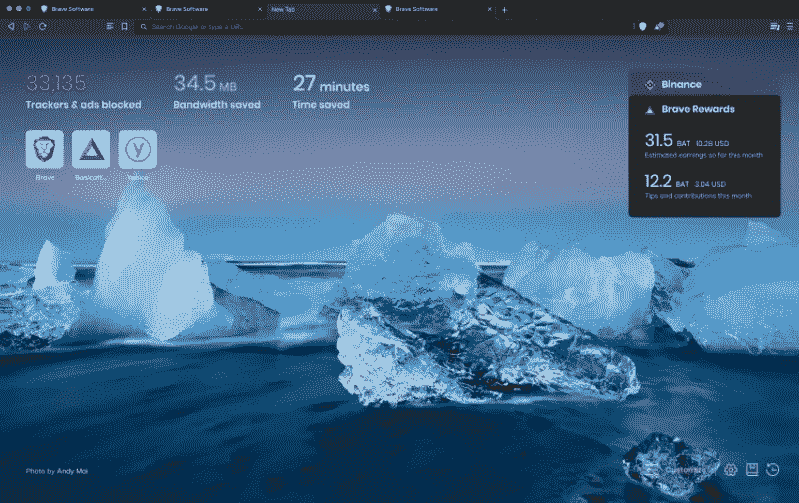 Brave Software
Brave Software
New Tab
Brave Software
Search Google or type a URL
33,135
Trackers & ads blocked
34.5 MB
Bandwidth saved
27 minutes
Time saved
Binance
Brave Rewards
31.5 BAT 10.28 USD
Estimated earnings so far this month
12.2 BAT 3.04 USD
Tips and contributions this month
Brave
Photo by Andy Mai
Customize